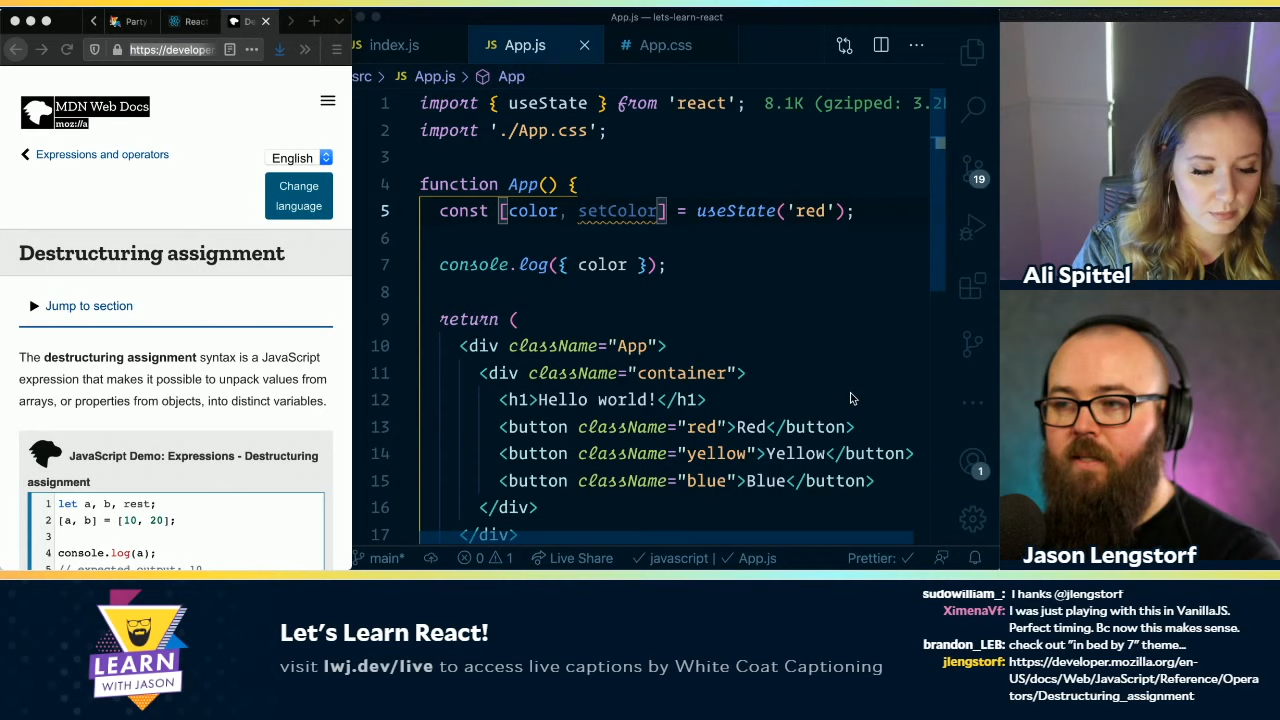 Party
React
De
https://developer
MDN Web Docs
moz://a
Expressions and operators
English
Change
language
Destructuring assignment
Jump to section
The destructuring assignment syntax is a JavaScript
expression that makes it possible to unpack values from
arrays, or properties from objects, into distinct variables.
JavaScript Demo: Expressions - Destructuring
assignment
1 let a, b, rest;
2 [a, b] = [10, 20];
3
4 console.log(a);
5 // expected output: 10
App.js — lets-learn-react
index.js
JS App.js
# App.css
src > JS App.js > App
1 import { useState } from 'react'; 8.1K (gzipped: 3.2K
2 import './App.css';
3
4 function App() {
5 const [color, setColor] = useState('red');
6
7 console.log({ color });
8
9 return (
10 <div className="App">
11 <div className="container">
12 <h1>Hello world!</h1>
13 <button className="red">Red</button>
14 <button className="yellow">Yellow</button>
15 <button className="blue">Blue</button>
16 </div>
17 </div>
19
1
main* 0 1 Live Share javascript | App.js Prettier:
Ali Spittel
Jason Lengstorf
LEARN
WITH JASON
Let's Learn React!
visit lwj.dev/live to access live captions by White Coat Captioning
sudowilliam_: Thanks @jlengstorf
XimenaVf: I was just playing with this in VanillaJS.
Perfect timing. Bc now this makes sense.
brandon_LEB: check out "in bed by 7" theme...
jlengstorf: https://developer.mozilla.org/en-
US/docs/Web/JavaScript/Reference/Opera
tors/Destructuring_assignment